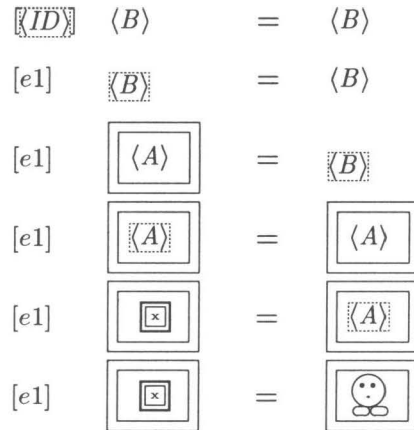 [⟨ID⟩] ⟨B⟩ = ⟨B⟩
[e1] ⟨B⟩ = ⟨B⟩
[e1] ⟨A⟩ = ⟨B⟩
[e1] ⟨A⟩ = ⟨A⟩
[e1] x = ⟨A⟩
[e1] x =